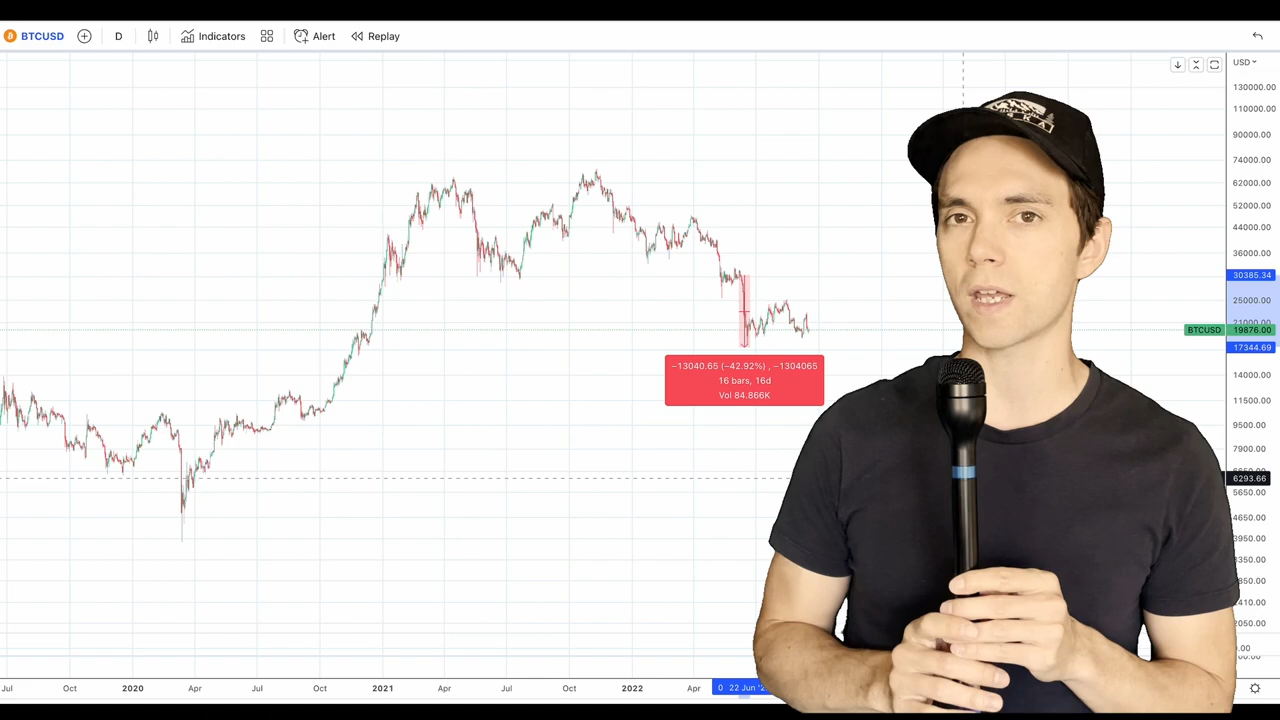 BTCUSD D Indicators Alert Replay
USD
130000.00
110000.00
90000.00
74000.00
62000.00
52000.00
44000.00
36000.00
30385.34
25000.00
21000.00
BTCUSD 19876.00
17344.69
14000.00
11500.00
9500.00
7900.00
6293.66
5650.00
4650.00
3950.00
−13040.65 (−42.92%) , −1304065
16 bars, 16d
Vol 84.866K
Jul Oct 2020 Apr Jul Oct 2021 Apr Jul Oct 2022 Apr 22 Jun